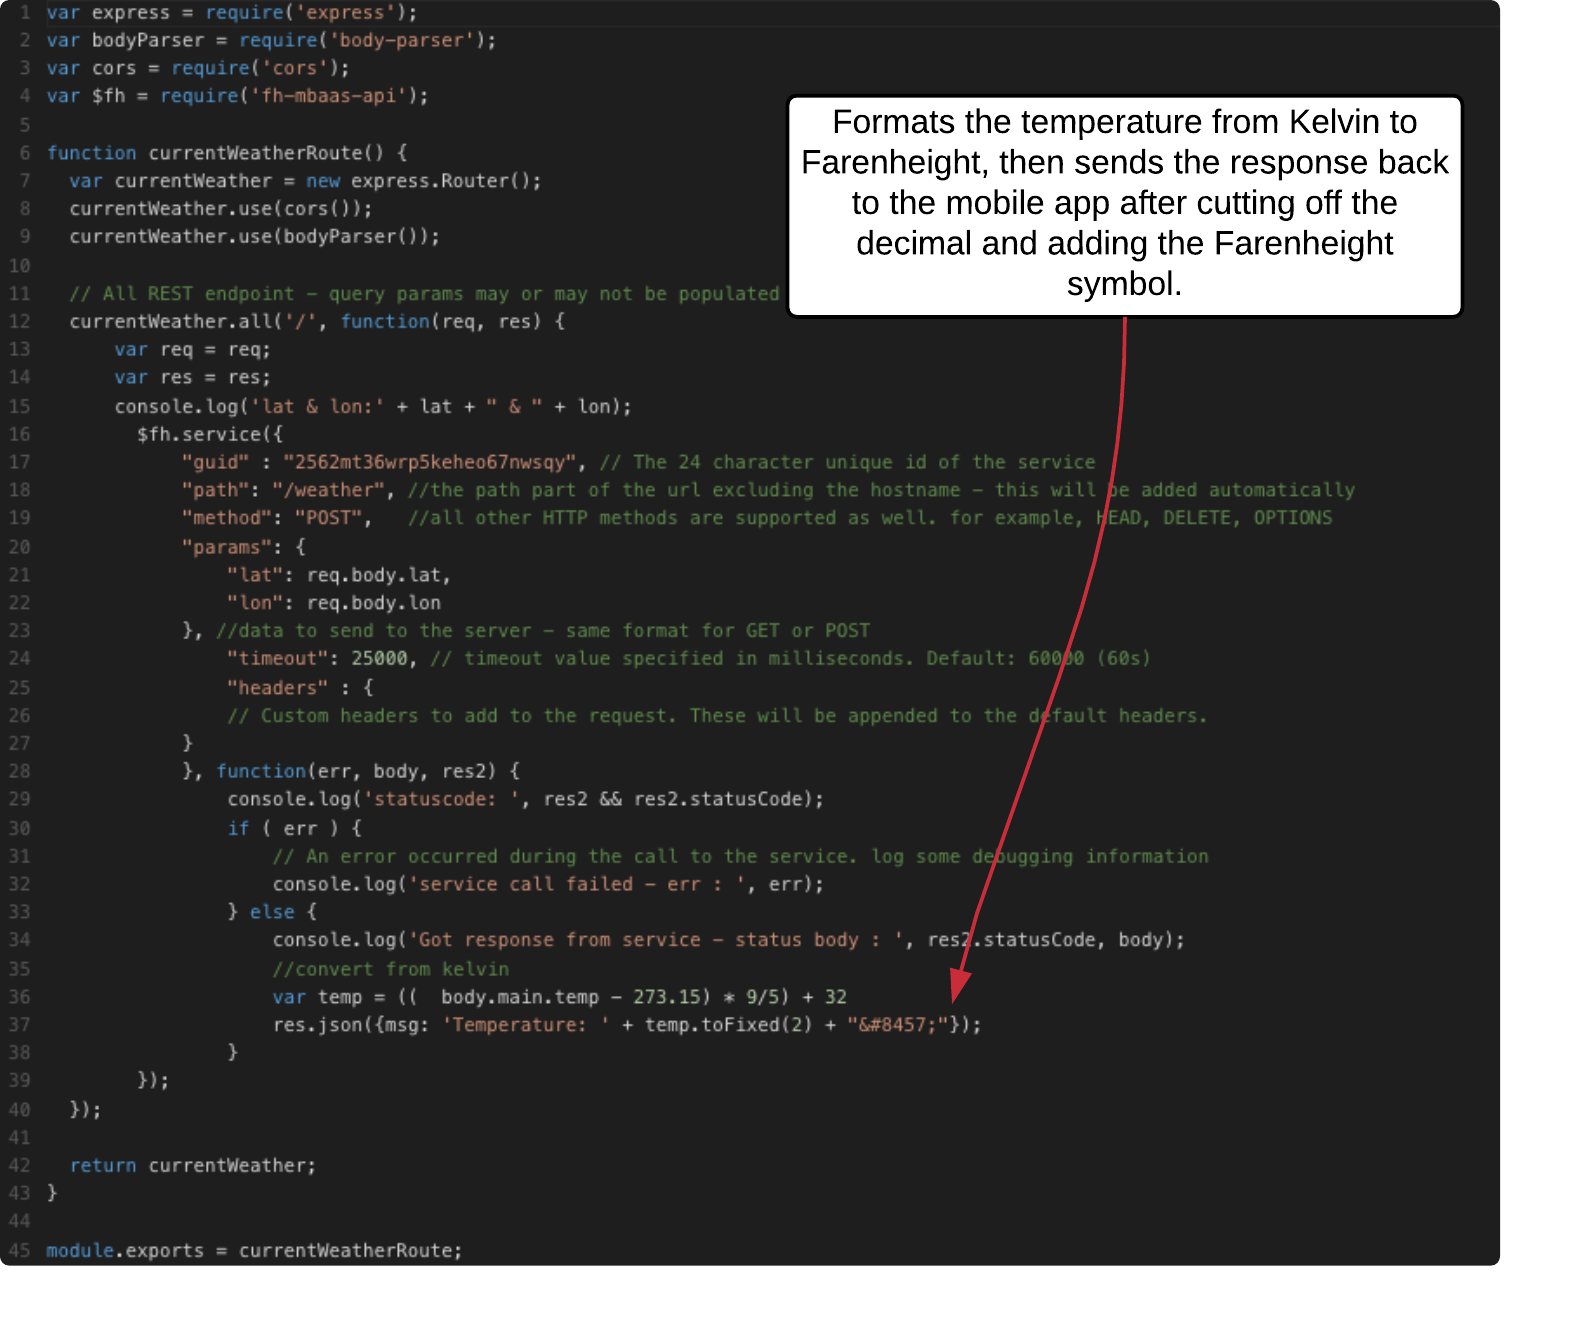 1 var express = require('express');
2 var bodyParser = require('body-parser');
3 var cors = require('cors');
4 var $fh = require('fh-mbaas-api');
5
6 function currentWeatherRoute() {
7 var currentWeather = new express.Router();
8 currentWeather.use(cors());
9 currentWeather.use(bodyParser());
10
11 // All REST endpoint – query params may or may not be populated
12 currentWeather.all('/', function(req, res) {
13 var req = req;
14 var res = res;
15 console.log('lat & lon:' + lat + " & " + lon);
16 $fh.service({
17 "guid" : "2562mt36wrp5keheo67nwsqy", // The 24 character unique id of the service
18 "path": "/weather", //the path part of the url excluding the hostname – this will be added automatically
19 "method": "POST", //all other HTTP methods are supported as well. for example, HEAD, DELETE, OPTIONS
20 "params": {
21 "lat": req.body.lat,
22 "lon": req.body.lon
23 }, //data to send to the server – same format for GET or POST
24 "timeout": 25000, // timeout value specified in milliseconds. Default: 60000 (60s)
25 "headers" : {
26 // Custom headers to add to the request. These will be appended to the default headers.
27 }
28 }, function(err, body, res2) {
29 console.log('statuscode: ', res2 && res2.statusCode);
30 if ( err ) {
31 // An error occurred during the call to the service. log some debugging information
32 console.log('service call failed – err : ', err);
33 } else {
34 console.log('Got response from service – status body : ', res2.statusCode, body);
35 //convert from kelvin
36 var temp = (( body.main.temp – 273.15) * 9/5) + 32
37 res.json({msg: 'Temperature: ' + temp.toFixed(2) + "&#8457;"});
38 }
39 });
40 });
41
42 return currentWeather;
43 }
44
45 module.exports = currentWeatherRoute;
Formats the temperature from Kelvin to
Farenheight, then sends the response back
to the mobile app after cutting off the
decimal and adding the Farenheight
symbol.